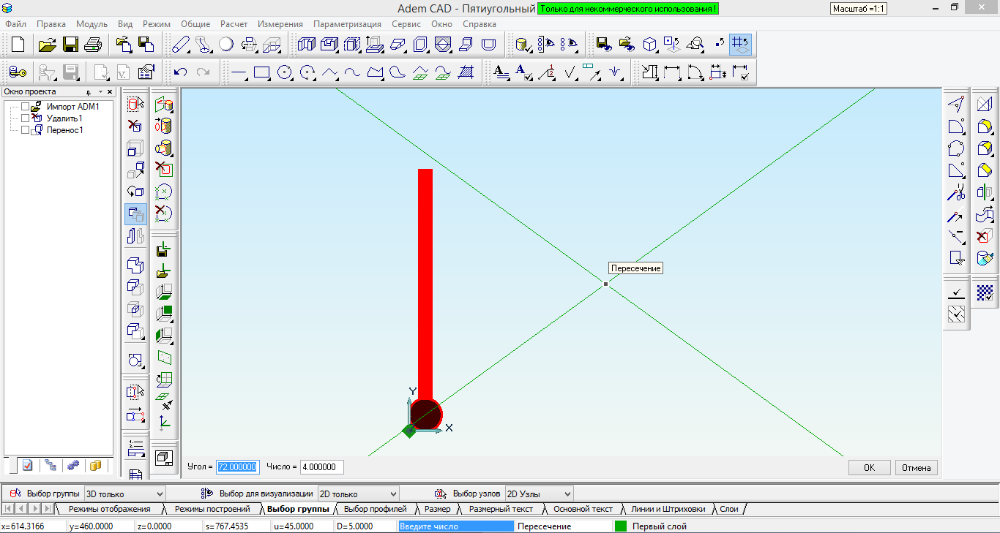 Adem CAD - Пятиугольный
Только для некоммерческого использования !
Масштаб =1:1
Файл Правка Модуль Вид Режим Общие Расчет Измерения Параметризация Сервис Окно Справка
Окно проекта
Импорт ADM1
Удалить1
Перенос1
Пересечение
Y
X
Угол = 72.000000 Число = 4.000000 OK Отмена
Выбор группы 3D только Выбор для визуализации 2D только Выбор узлов 2D Узлы
Режимы отображения Режимы построений Выбор группы Выбор профилей Размер Размерный текст Основной текст Линии и Штриховки Слои
x=614.3166 y=460.0000 z=0.0000 s=767.4535 u=45.0000 D=5.0000 Введите число Пересечение Первый слой